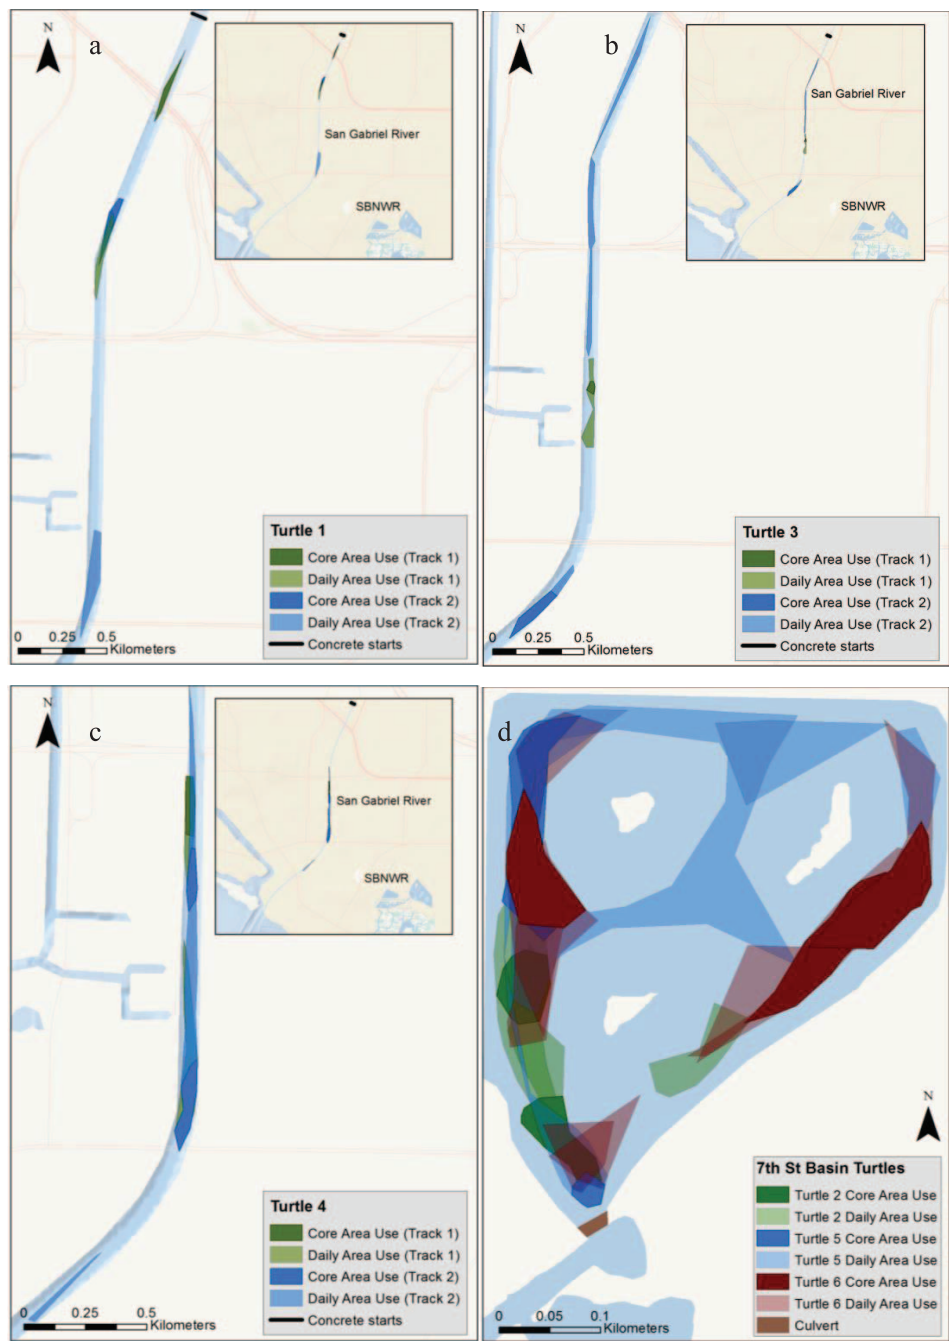 N
a
San Gabriel River
SBNWR
Turtle 1
Core Area Use (Track 1)
Daily Area Use (Track 1)
Core Area Use (Track 2)
Daily Area Use (Track 2)
Concrete starts
0 0.25 0.5
Kilometers
N
b
San Gabriel River
SBNWR
Turtle 3
Core Area Use (Track 1)
Daily Area Use (Track 1)
Core Area Use (Track 2)
Daily Area Use (Track 2)
Concrete starts
0 0.25 0.5
Kilometers
N
c
San Gabriel River
SBNWR
Turtle 4
Core Area Use (Track 1)
Daily Area Use (Track 1)
Core Area Use (Track 2)
Daily Area Use (Track 2)
Concrete starts
0 0.25 0.5
Kilometers
d
N
7th St Basin Turtles
Turtle 2 Core Area Use
Turtle 2 Daily Area Use
Turtle 5 Core Area Use
Turtle 5 Daily Area Use
Turtle 6 Core Area Use
Turtle 6 Daily Area Use
Culvert
0 0.05 0.1
Kilometers